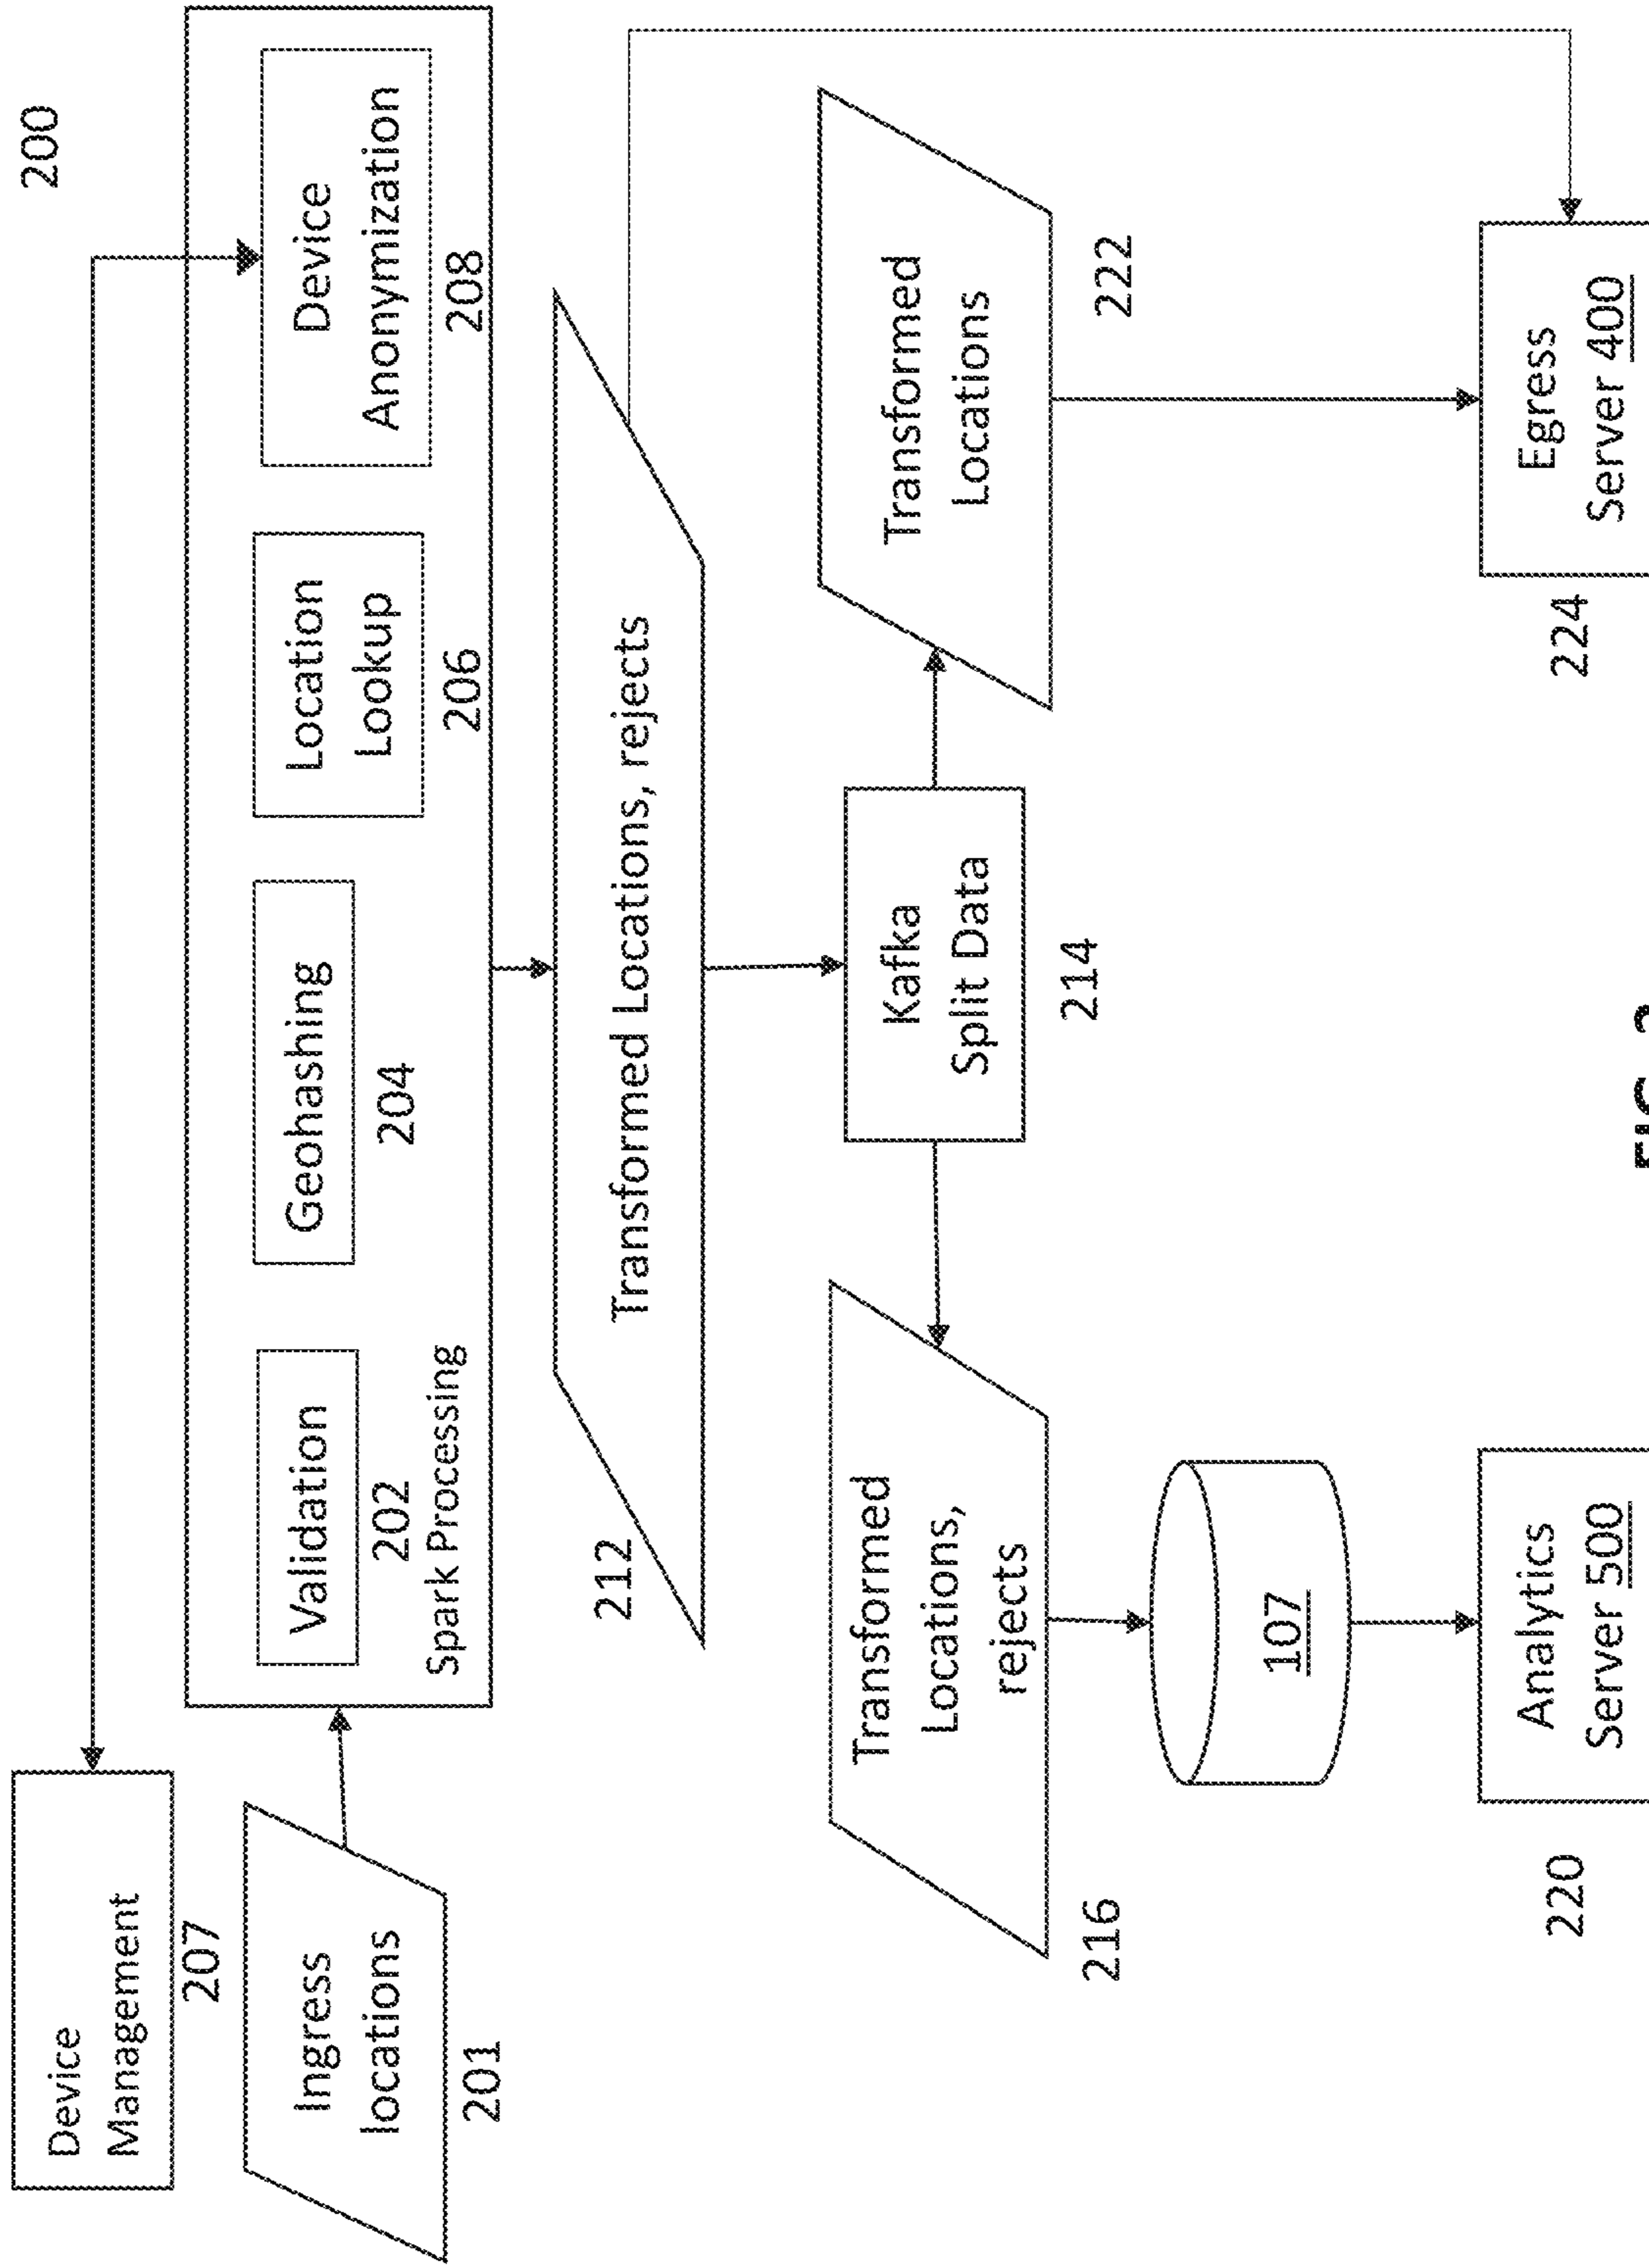 200
Device
Management
207
Ingress
locations
201
Validation
202
Geohashing
204
Location
Lookup
206
Device
Anonymization
208
Spark Processing
212
Transformed Locations, rejects
Kafka
Split Data
214
Transformed
Locations,
rejects
216
Transformed
Locations
222
107
Analytics
Server 500
220
Egress
Server 400
224